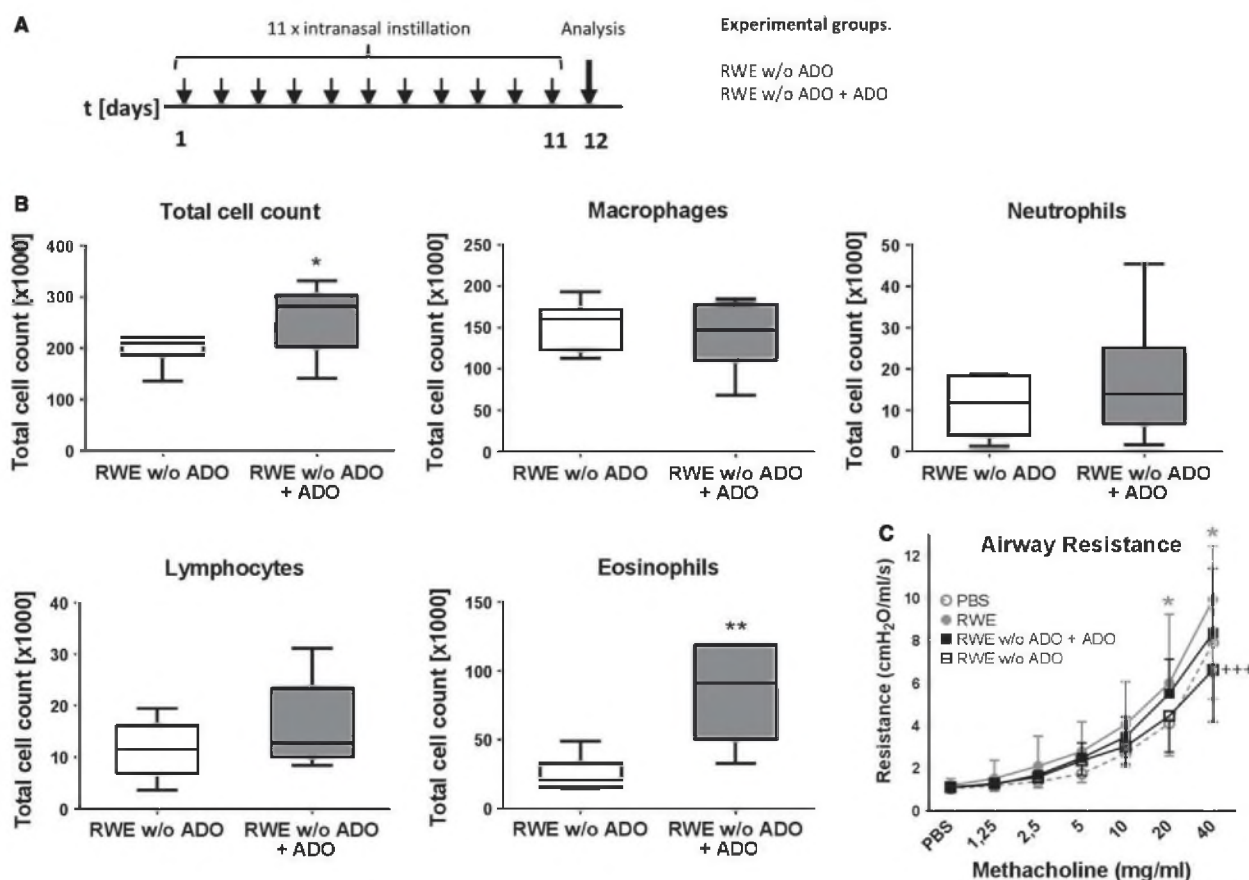 A
11 x intranasal instillation
Analysis
t [days]
1
11
12
Experimental groups.
RWE w/o ADO
RWE w/o ADO + ADO
B
Total cell count
Total cell count [x1000]
400
300
200
100
0
*
RWE w/o ADO
RWE w/o ADO
+ ADO
Macrophages
Total cell count [x1000]
250
200
150
100
50
0
RWE w/o ADO
RWE w/o ADO
+ ADO
Neutrophils
Total cell count [x1000]
50
40
30
20
10
0
RWE w/o ADO
RWE w/o ADO
+ ADO
Lymphocytes
Total cell count [x1000]
40
30
20
10
0
RWE w/o ADO
RWE w/o ADO
+ ADO
Eosinophils
Total cell count [x1000]
150
100
50
0
**
RWE w/o ADO
RWE w/o ADO
+ ADO
C
Airway Resistance
Resistance (cmH₂O/ml/s)
12
10
8
6
4
2
0
PBS
RWE
RWE w/o ADO + ADO
RWE w/o ADO
*
*
+++
PBS
1,25
2,5
5
10
20
40
Methacholine (mg/ml)